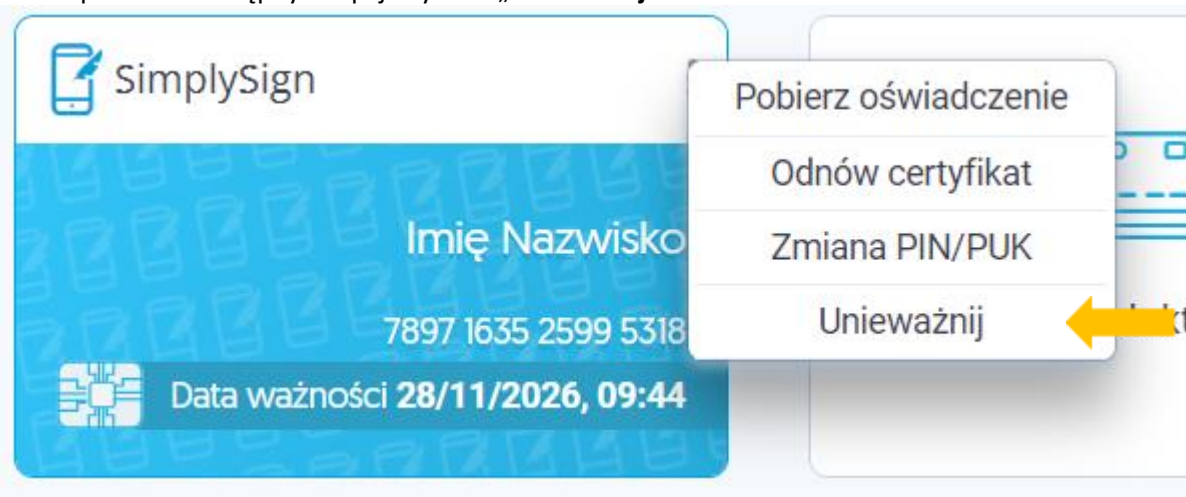 SimplySign
Pobierz oświadczenie
Odnów certyfikat
Imię Nazwisko
Zmiana PIN/PUK
7897 1635 2599 5318
Unieważnij
Data ważności 28/11/2026, 09:44